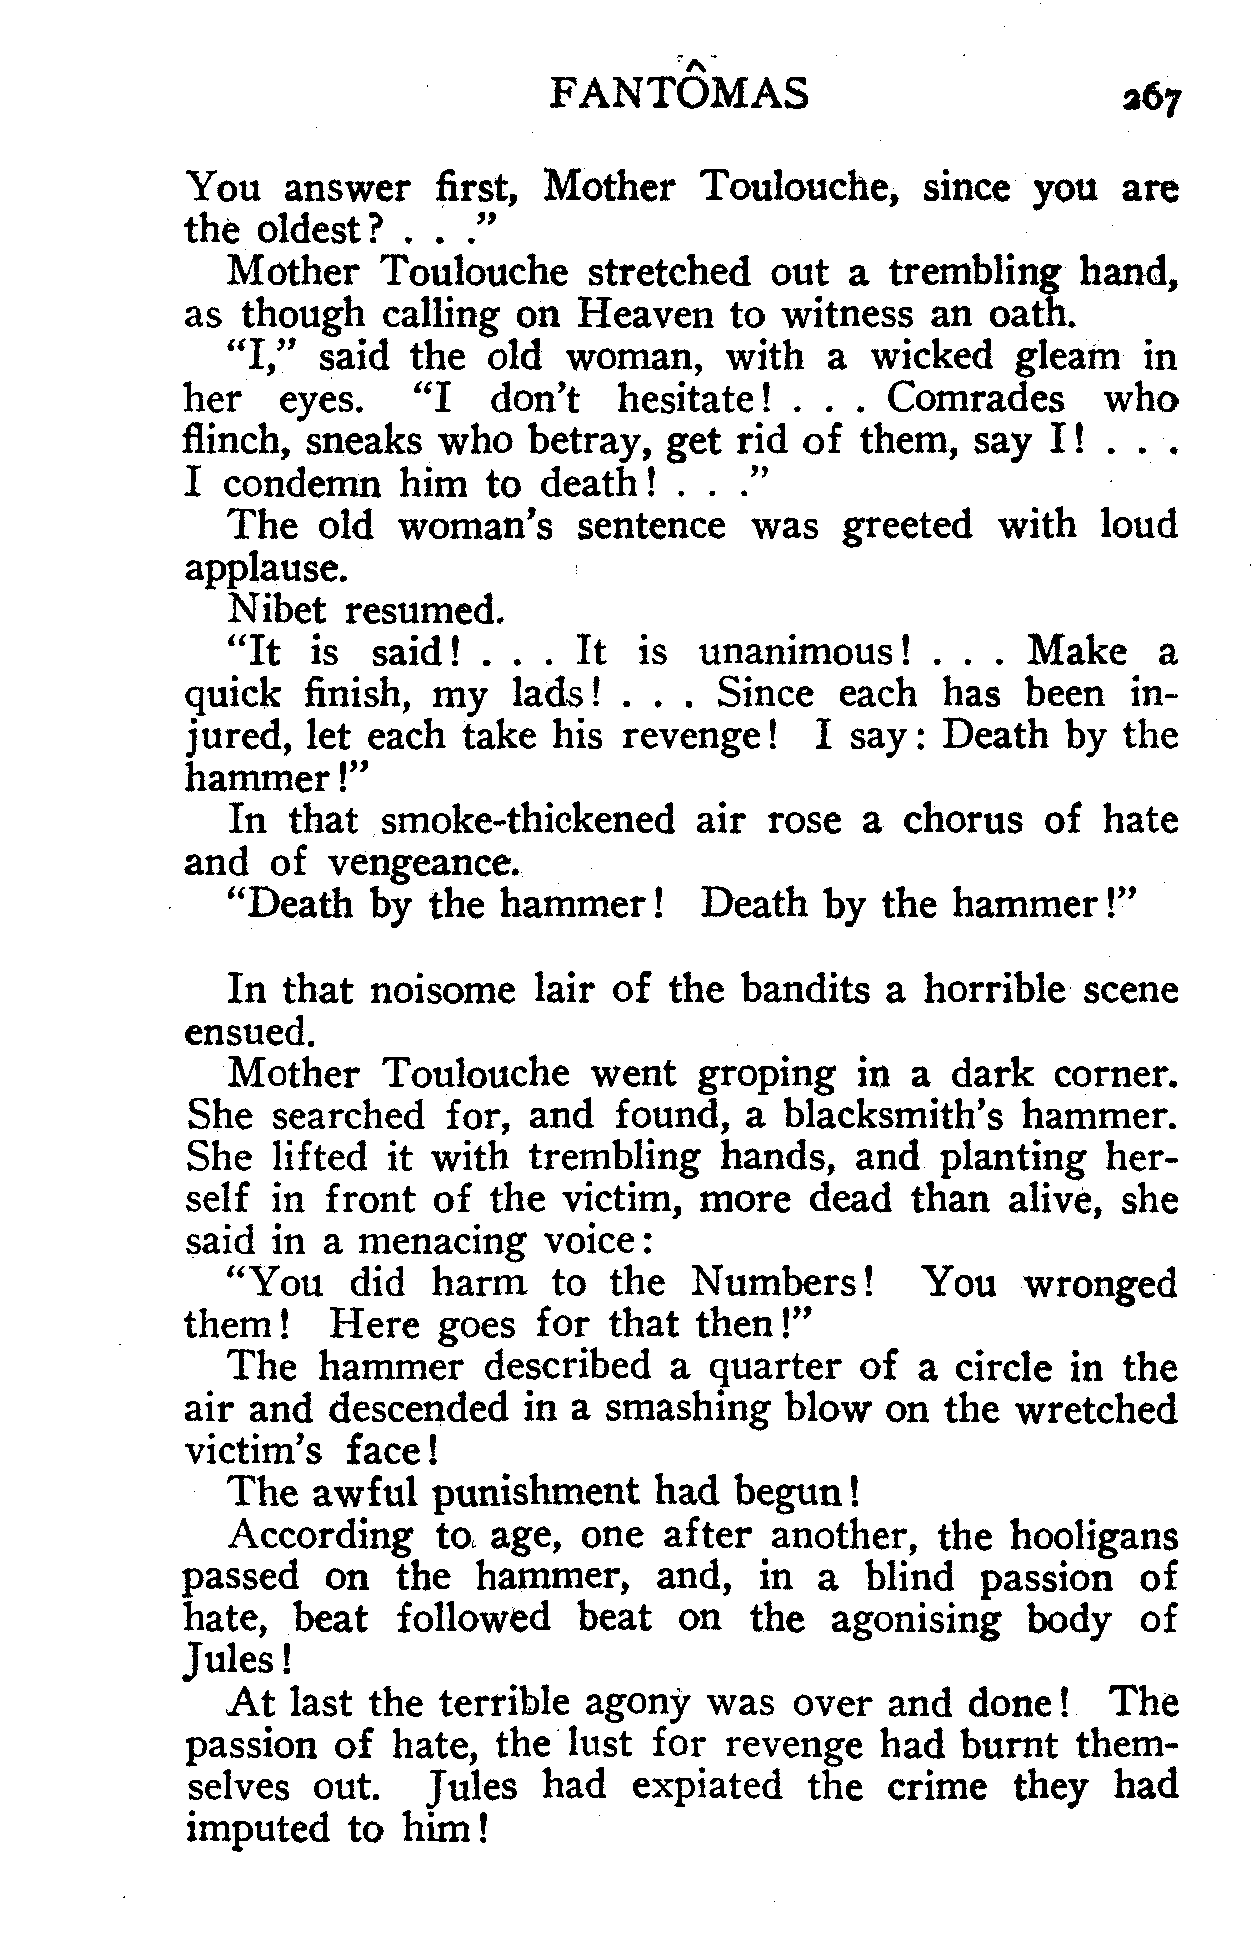 FANTÔMAS 267
You answer first, Mother Toulouche, since you are
the oldest? . . ."
Mother Toulouche stretched out a trembling hand,
as though calling on Heaven to witness an oath.
"I," said the old woman, with a wicked gleam in
her eyes. "I don't hesitate! . . . Comrades who
flinch, sneaks who betray, get rid of them, say I! . . .
I condemn him to death! . . ."
The old woman's sentence was greeted with loud
applause.
Nibet resumed.
"It is said! . . . It is unanimous! . . . Make a
quick finish, my lads! . . . Since each has been in-
jured, let each take his revenge! I say: Death by the
hammer!"
In that smoke-thickened air rose a chorus of hate
and of vengeance.
"Death by the hammer! Death by the hammer!"
In that noisome lair of the bandits a horrible scene
ensued.
Mother Toulouche went groping in a dark corner.
She searched for, and found, a blacksmith's hammer.
She lifted it with trembling hands, and planting her-
self in front of the victim, more dead than alive, she
said in a menacing voice:
"You did harm to the Numbers! You wronged
them! Here goes for that then!"
The hammer described a quarter of a circle in the
air and descended in a smashing blow on the wretched
victim's face!
The awful punishment had begun!
According to age, one after another, the hooligans
passed on the hammer, and, in a blind passion of
hate, beat followed beat on the agonising body of
Jules!
At last the terrible agony was over and done! The
passion of hate, the lust for revenge had burnt them-
selves out. Jules had expiated the crime they had
imputed to him!